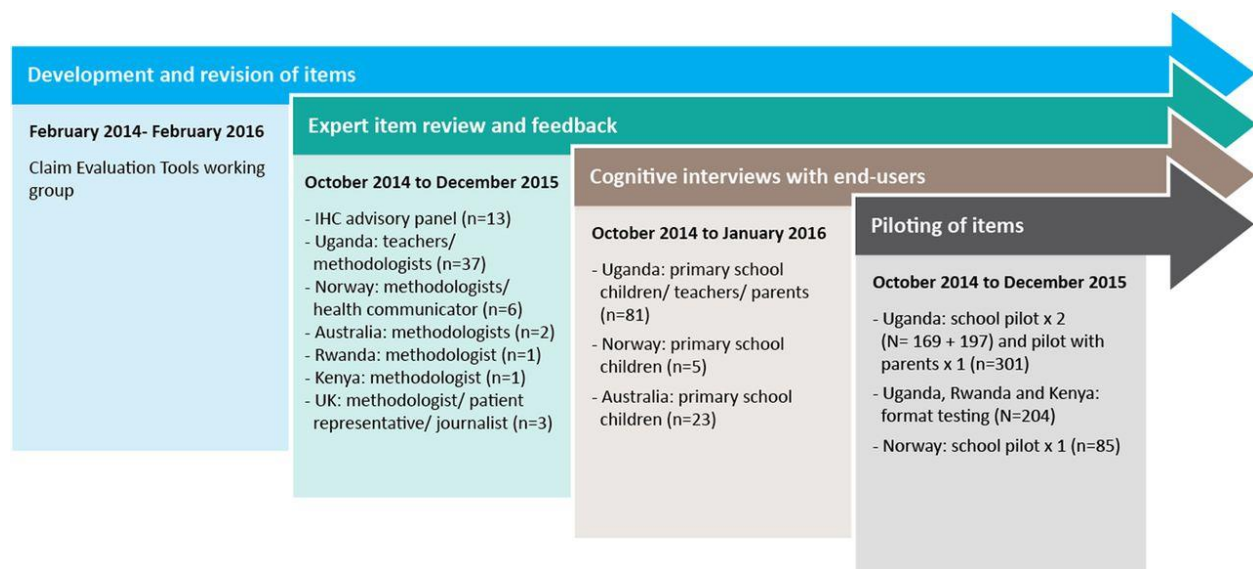 Development and revision of items
February 2014- February 2016
Claim Evaluation Tools working
group
Expert item review and feedback
October 2014 to December 2015
- IHC advisory panel (n=13)
- Uganda: teachers/
methodologists (n=37)
- Norway: methodologists/
health communicator (n=6)
- Australia: methodologists (n=2)
- Rwanda: methodologist (n=1)
- Kenya: methodologist (n=1)
- UK: methodologist/ patient
representative/ journalist (n=3)
Cognitive interviews with end-users
October 2014 to January 2016
- Uganda: primary school
children/ teachers/ parents
(n=81)
- Norway: primary school
children (n=5)
- Australia: primary school
children (n=23)
Piloting of items
October 2014 to December 2015
- Uganda: school pilot x 2
(N= 169 + 197) and pilot with
parents x 1 (n=301)
- Uganda, Rwanda and Kenya:
format testing (N=204)
- Norway: school pilot x 1 (n=85)